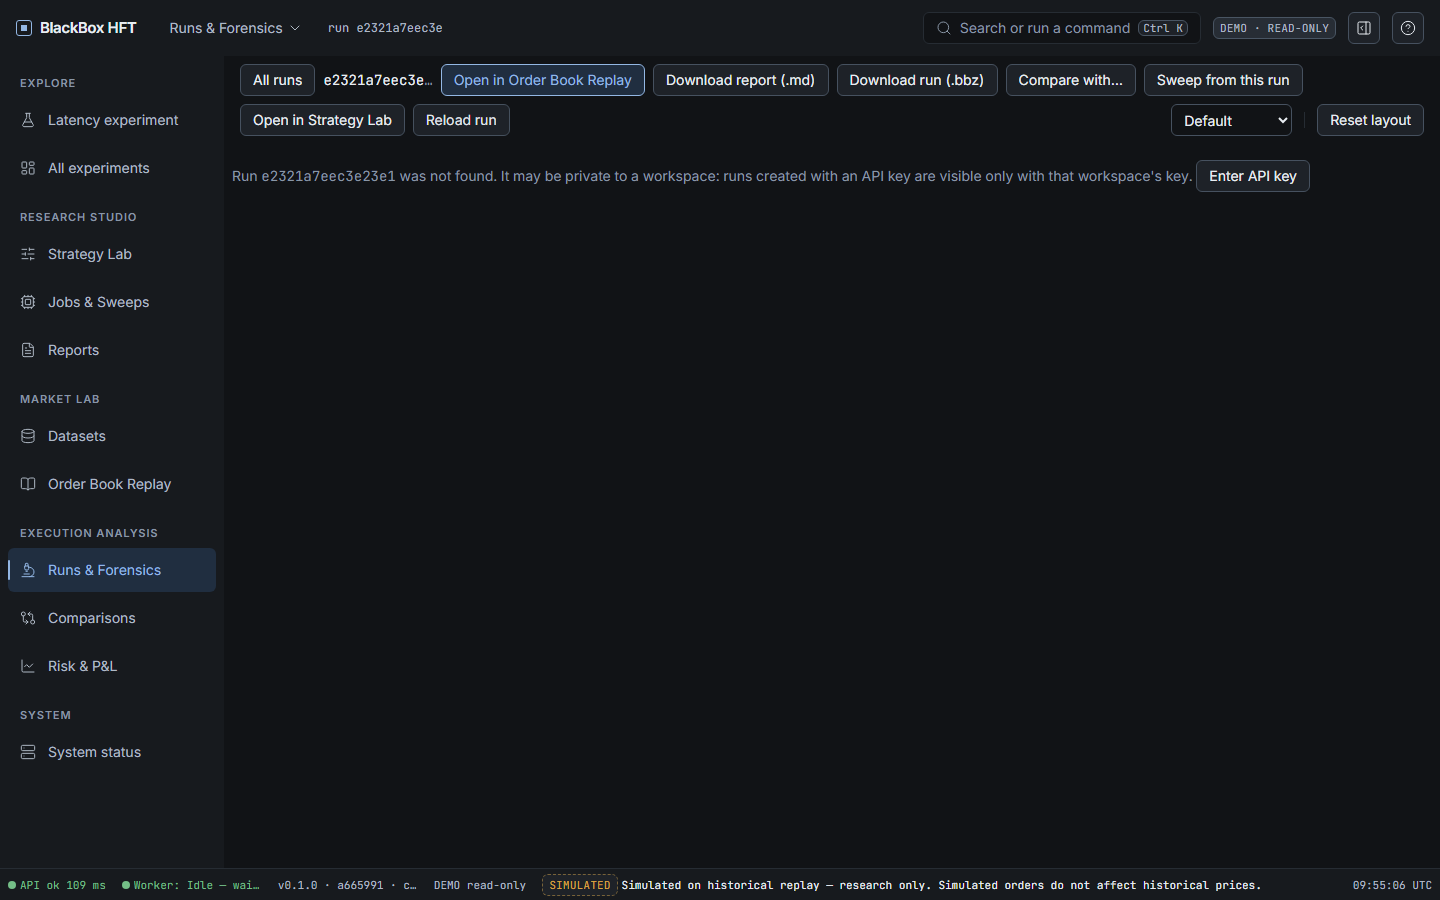 BlackBox HFT
Runs & Forensics
run e2321a7eec3e
Search or run a command
Ctrl K
DEMO · READ-ONLY
EXPLORE
Latency experiment
All experiments
RESEARCH STUDIO
Strategy Lab
Jobs & Sweeps
Reports
MARKET LAB
Datasets
Order Book Replay
EXECUTION ANALYSIS
Runs & Forensics
Comparisons
Risk & P&L
SYSTEM
System status
All runs
e2321a7eec3e…
Open in Order Book Replay
Download report (.md)
Download run (.bbz)
Compare with...
Sweep from this run
Open in Strategy Lab
Reload run
Default
Reset layout
Run e2321a7eec3e23e1 was not found. It may be private to a workspace: runs created with an API key are visible only with that workspace's key.
Enter API key
API ok 109 ms
Worker: Idle — wai…
v0.1.0 · a665991 · c…
DEMO read-only
SIMULATED
Simulated on historical replay — research only. Simulated orders do not affect historical prices.
09:55:06 UTC